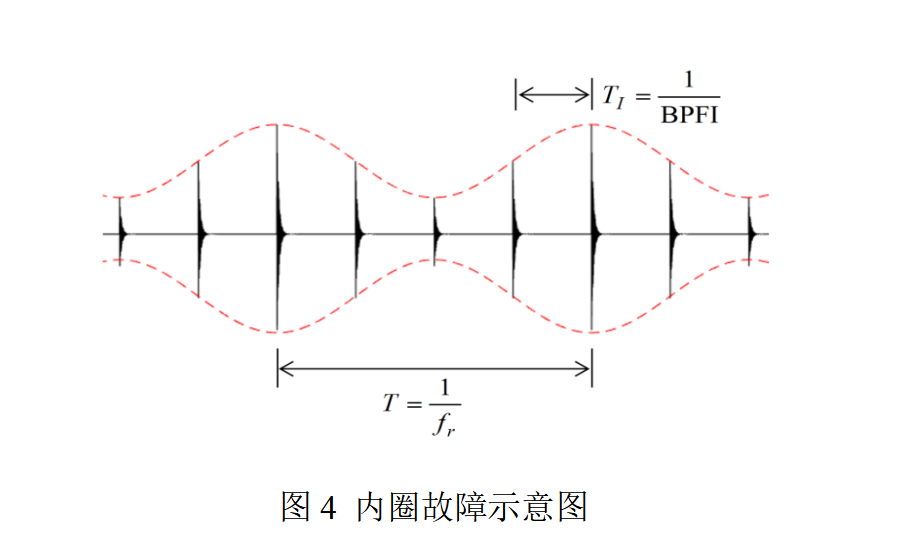 T_I = 1/BPFI
T = 1/f_r
图 4 内圈故障示意图